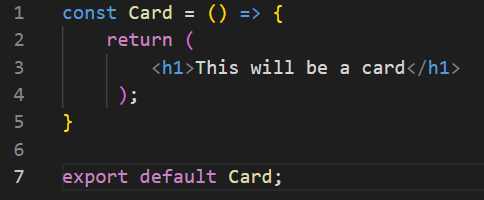 1 const Card = () => {
2 return (
3 <h1>This will be a card</h1>
4 );
5 }
6
7 export default Card;